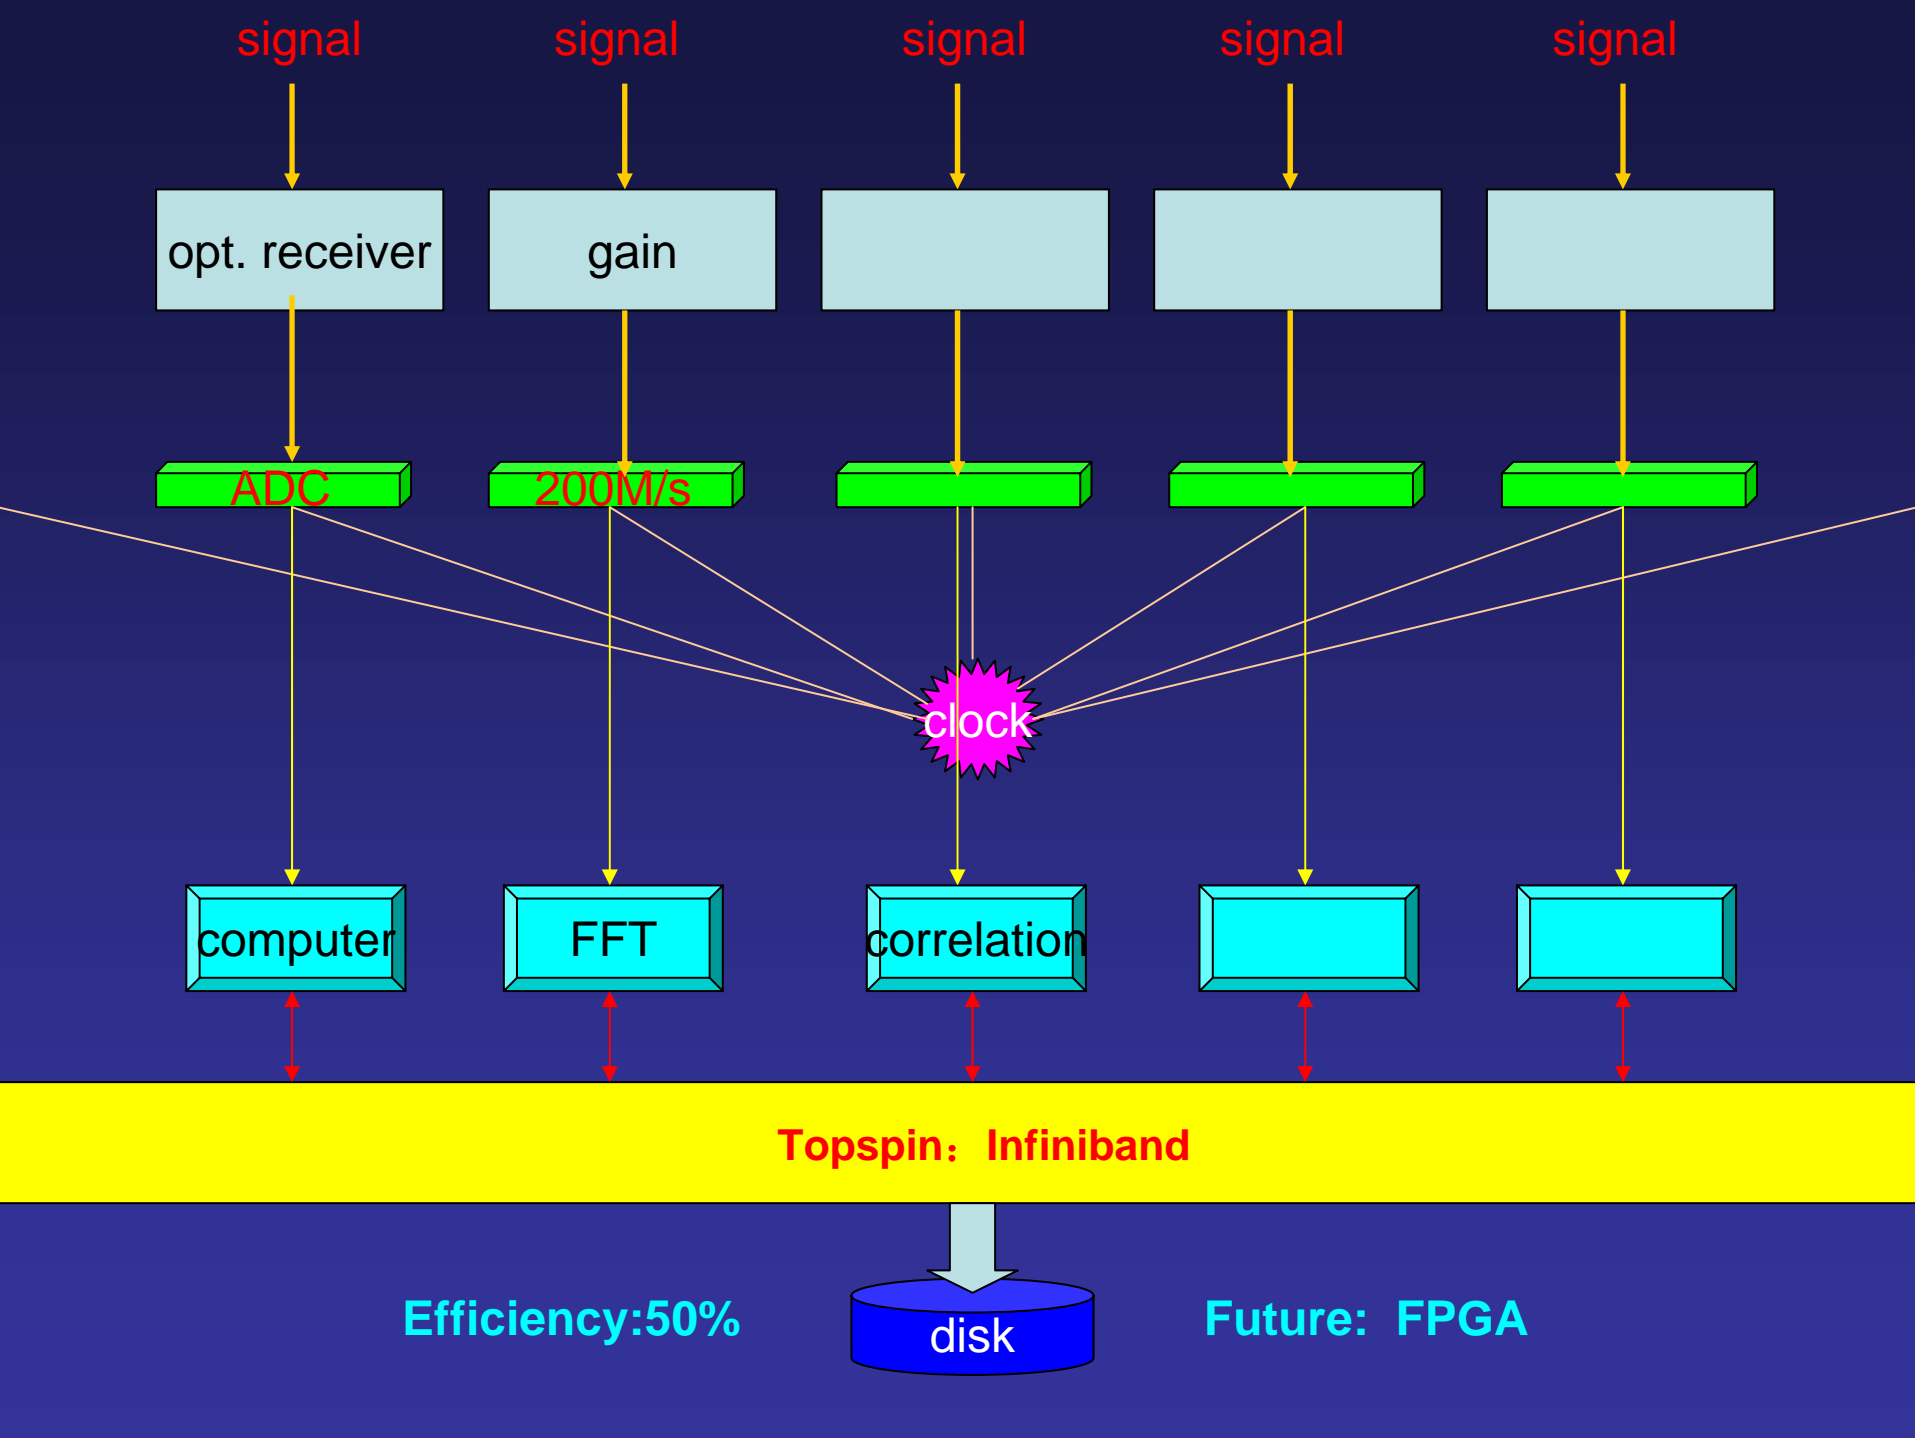 signal signal signal signal signal
opt. receiver gain
ADC 200M/s
clock
computer FFT correlation
Topspin：Infiniband
Efficiency:50% disk Future: FPGA